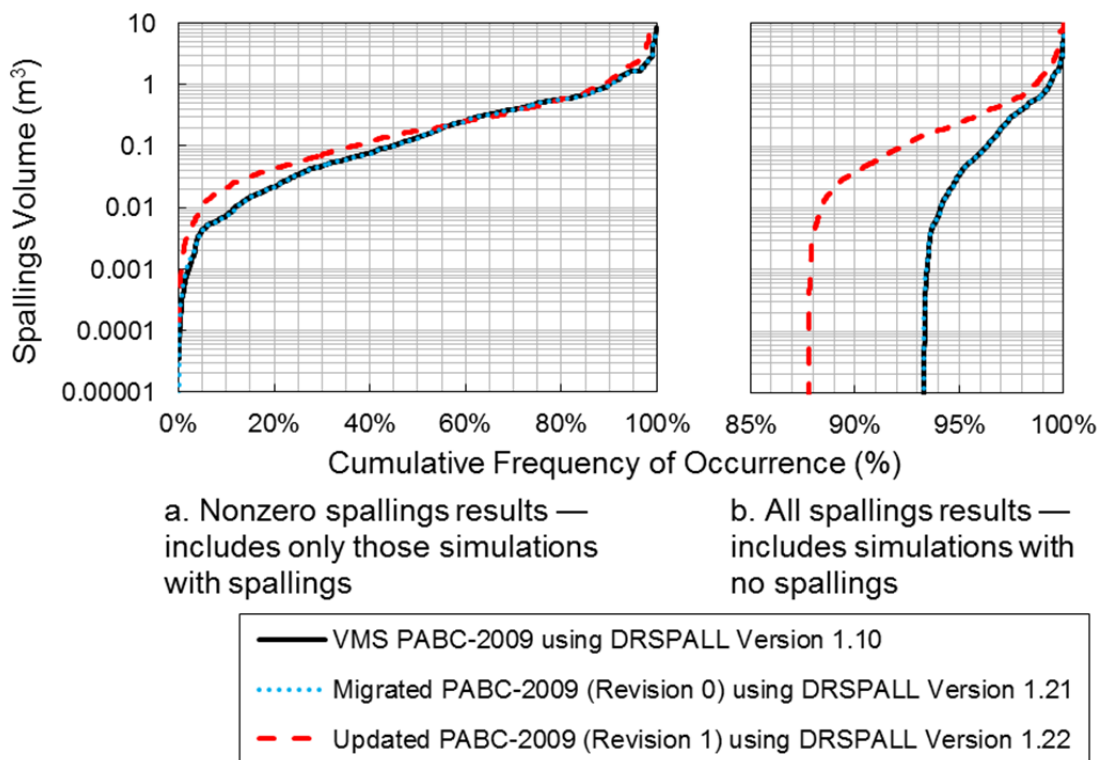 Spallings Volume (m³)
10
1
0.1
0.01
0.001
0.0001
0.00001
0% 20% 40% 60% 80% 100%
85% 90% 95% 100%
Cumulative Frequency of Occurrence (%)
a. Nonzero spallings results —
includes only those simulations
with spallings
b. All spallings results —
includes simulations with
no spallings
VMS PABC-2009 using DRSPALL Version 1.10
Migrated PABC-2009 (Revision 0) using DRSPALL Version 1.21
Updated PABC-2009 (Revision 1) using DRSPALL Version 1.22